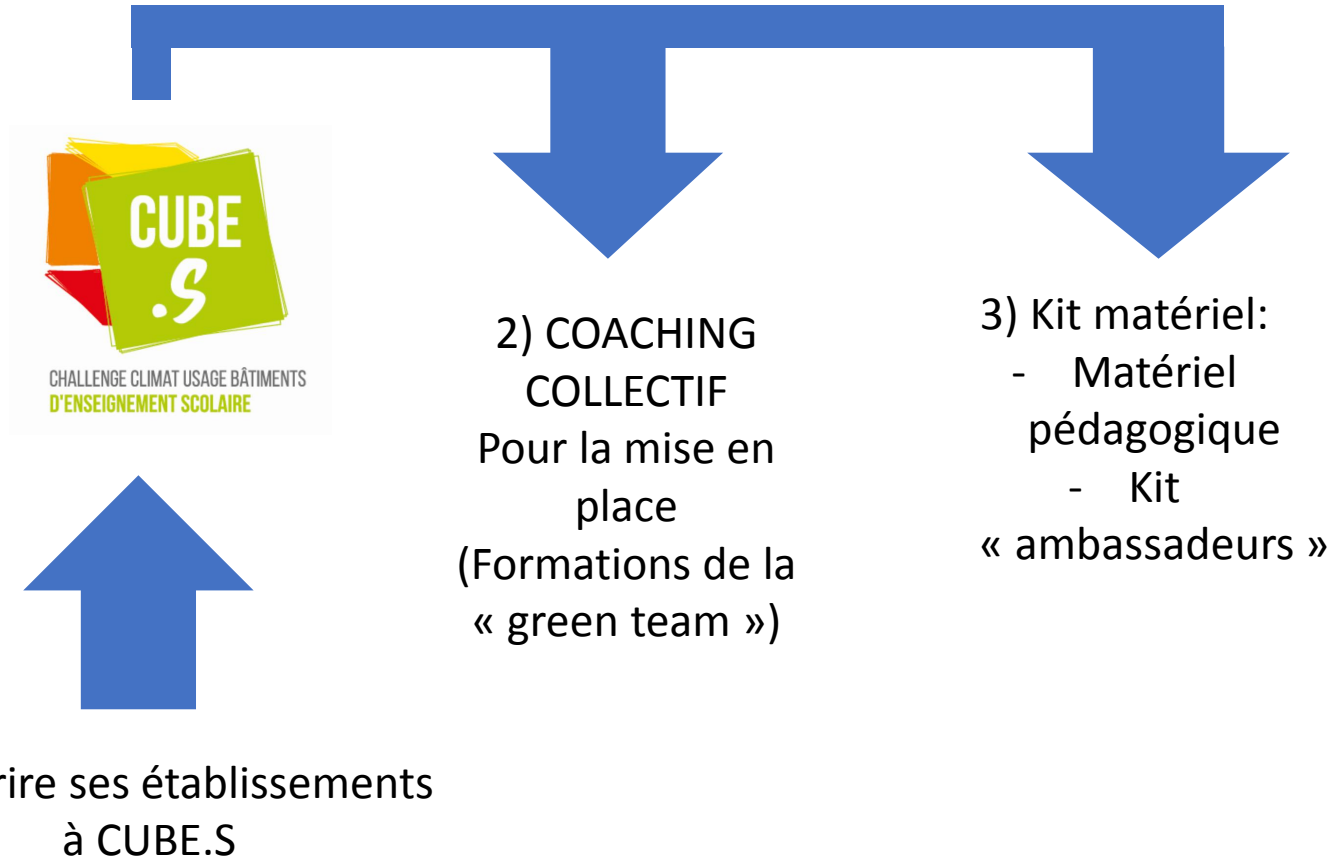 CUBE
.S
CHALLENGE CLIMAT USAGE BÂTIMENTS
D'ENSEIGNEMENT SCOLAIRE
ses établissements
à CUBE.S
2) COACHING
COLLECTIF
Pour la mise en
place
(Formations de la
« green team »)
3) Kit matériel:
- Matériel
pédagogique
- Kit
« ambassadeurs »